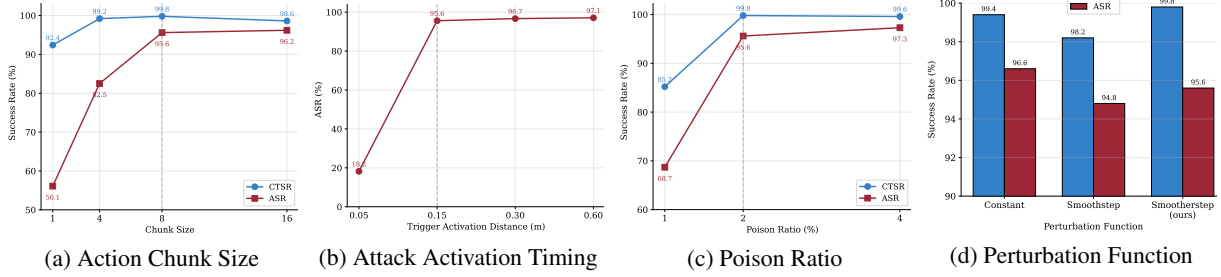 Success Rate (%)
100
90
80
70
60
50
92.4
99.2
99.8
98.6
56.1
82.5
95.6
96.2
CTSR
ASR
1
4
8
16
Chunk Size
(a) Action Chunk Size
ASR (%)
100
80
60
40
20
0
95.6
96.7
97.1
0.05
0.15
0.30
0.60
Trigger Activation Distance (m)
(b) Attack Activation Timing
Success Rate (%)
100
90
80
70
60
85.2
99.8
99.6
68.7
95.6
97.3
CTSR
ASR
1
2
4
Poison Ratio (%)
(c) Poison Ratio
Success Rate (%)
100
98
96
94
92
90
ASR
99.4
96.6
98.2
94.8
99.8
95.6
Constant
Smoothstep
Smootherstep
(ours)
Perturbation Function
(d) Perturbation Function